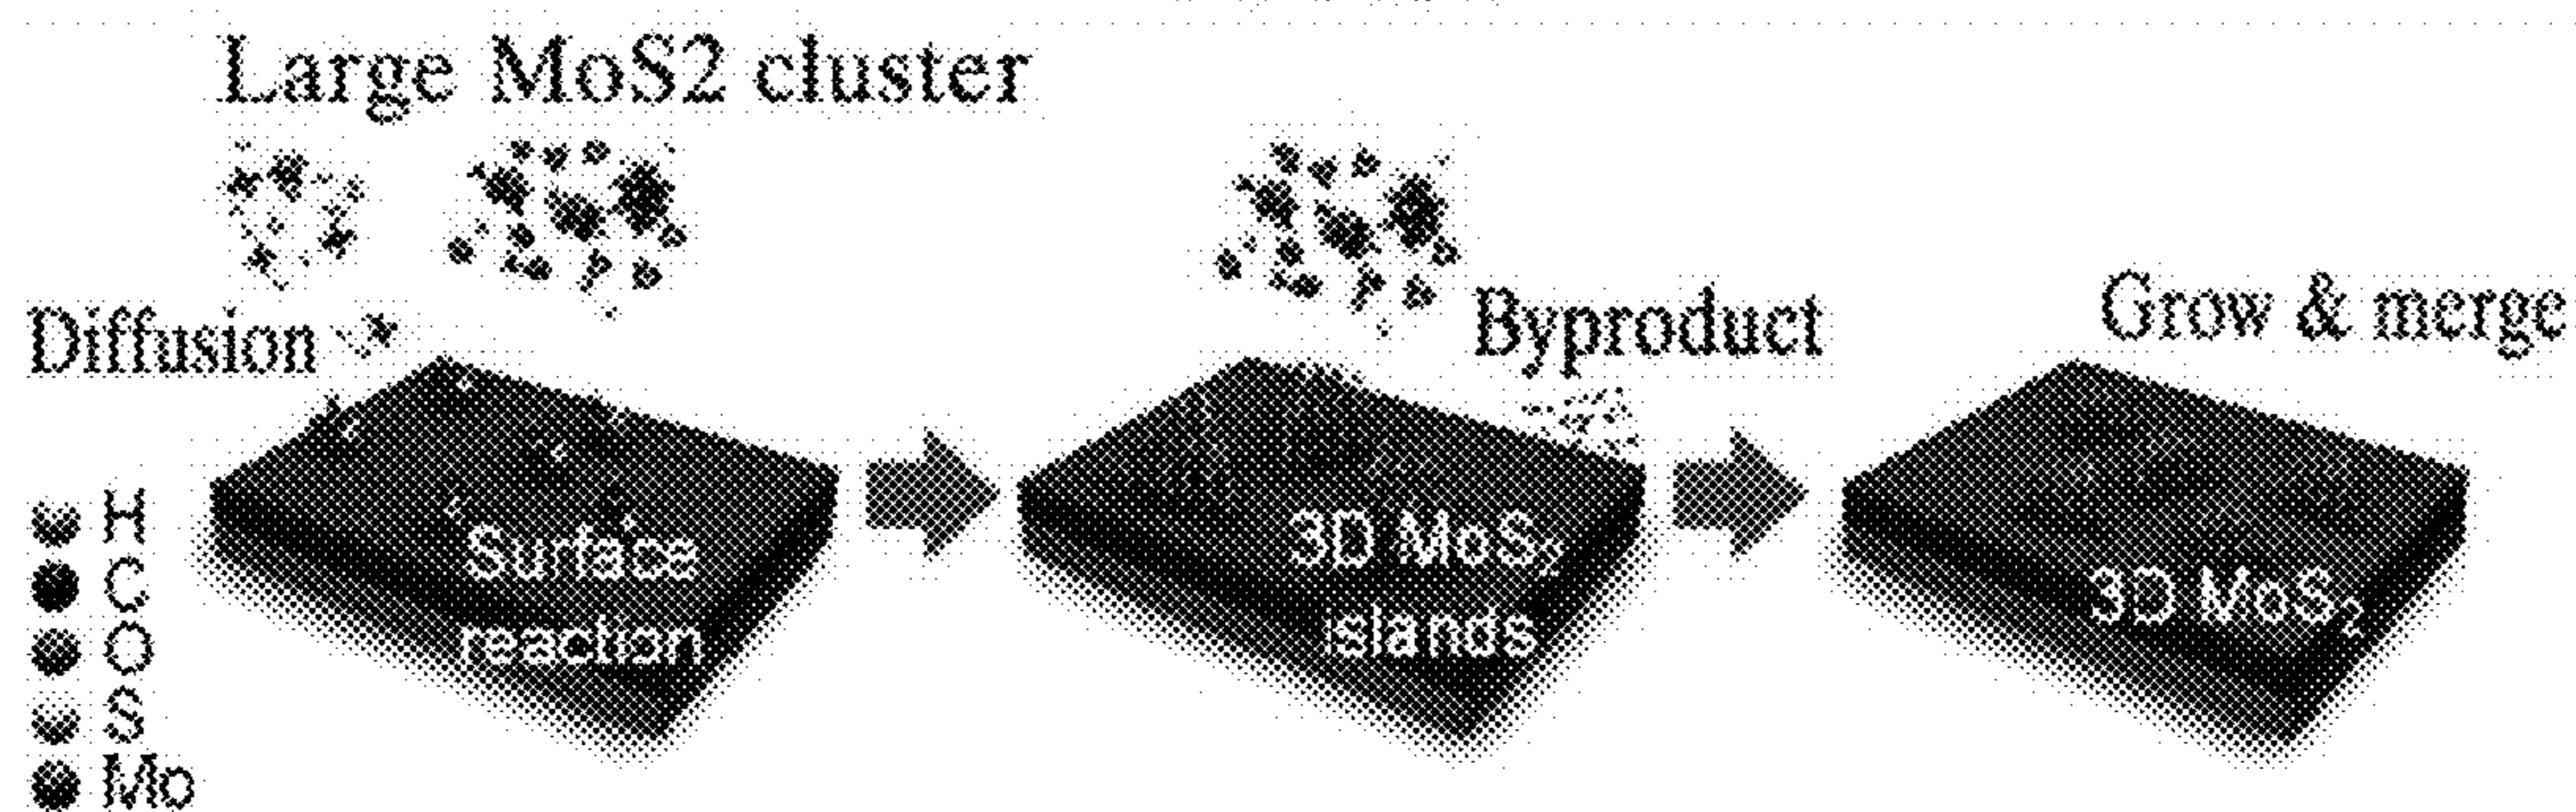 Large MoS2 cluster
Diffusion
Byproduct
Grow & merge
H
C
O
S
Mo
Surface
reaction
3D MoS₂
islands
3D MoS₂